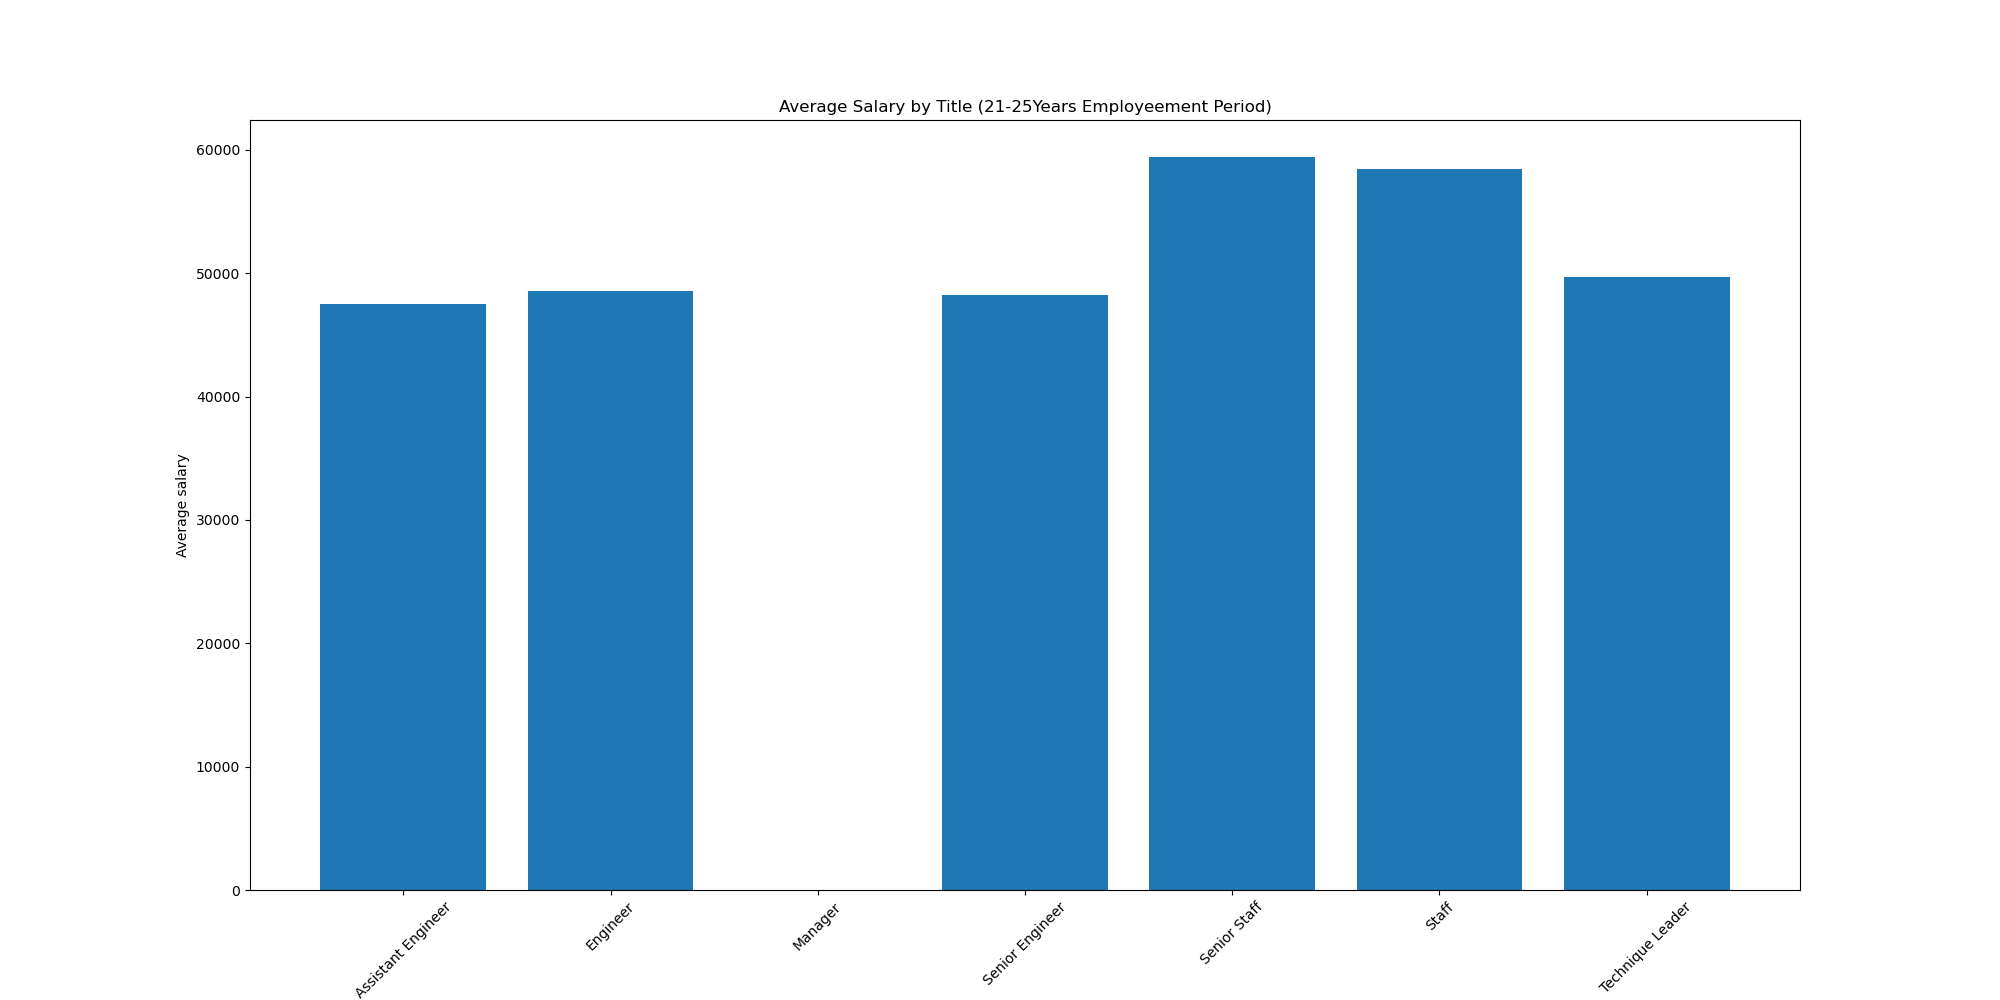 Average Salary by Title (21-25Years Employeement Period)
Average salary
60000
50000
40000
30000
20000
10000
0
Assistant Engineer
Engineer
Manager
Senior Engineer
Senior Staff
Staff
Technique Leader